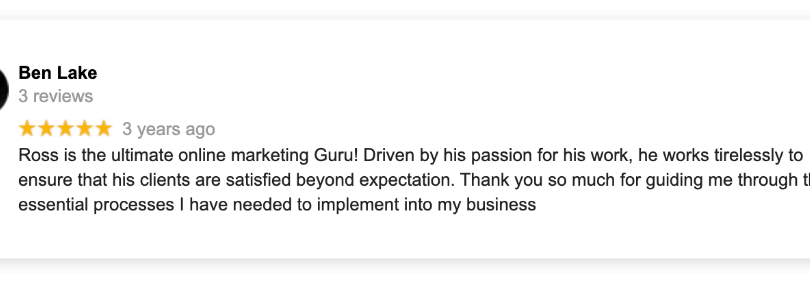 Ben Lake
3 reviews
3 years ago
Ross is the ultimate online marketing Guru! Driven by his passion for his work, he works tirelessly to
ensure that his clients are satisfied beyond expectation. Thank you so much for guiding me through
essential processes I have needed to implement into my business